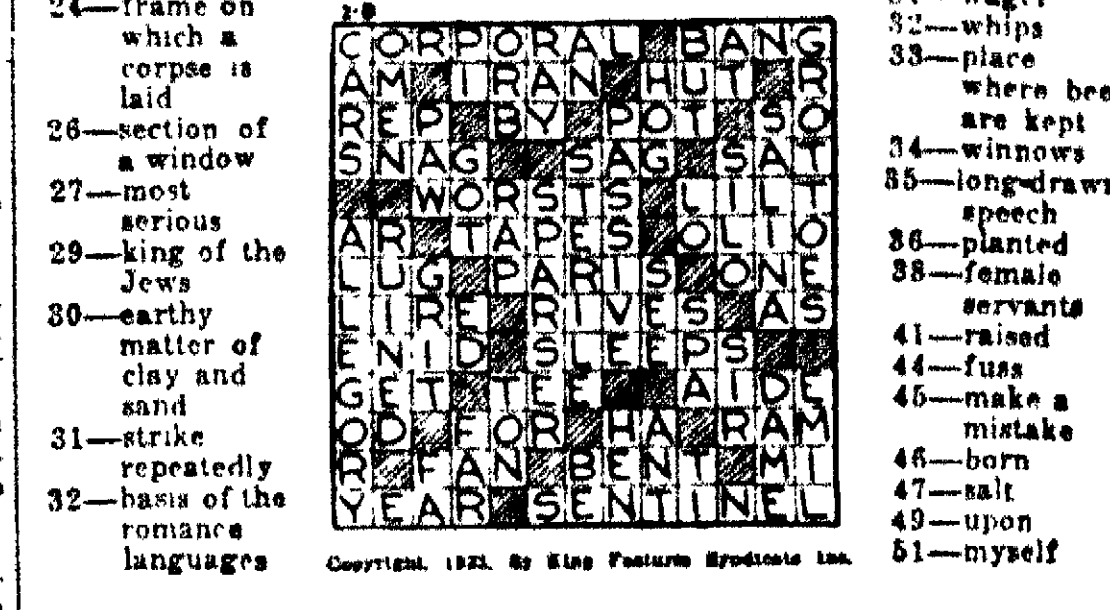 24—frame on
which a
corpse is
laid
26—section of
a window
27—most
serious
29—king of the
Jews
30—earthy
matter of
clay and
sand
31—strike
repeatedly
32—basis of the
romance
languages
2-8
CORPORAL BANG
AM IRAN HUT R
REP BY POT SO
SNAG SAG SAT
WORSTS LILT
AR TAPES OLIO
LUG PARIS ONE
LIRE RIVES AS
ENID SLEEPS
GET TEE AIDE
OD FOR HA RAM
R FAN BENT MI
YEAR SENTINEL
Copyright, 1933, By King Features Syndicate Inc.
32—whips
33—place
where bee
are kept
34—winnows
35—long-drawn
speech
36—planted
38—female
servants
41—raised
44—fuss
45—make a
mistake
46—born
47—salt
49—upon
51—myself